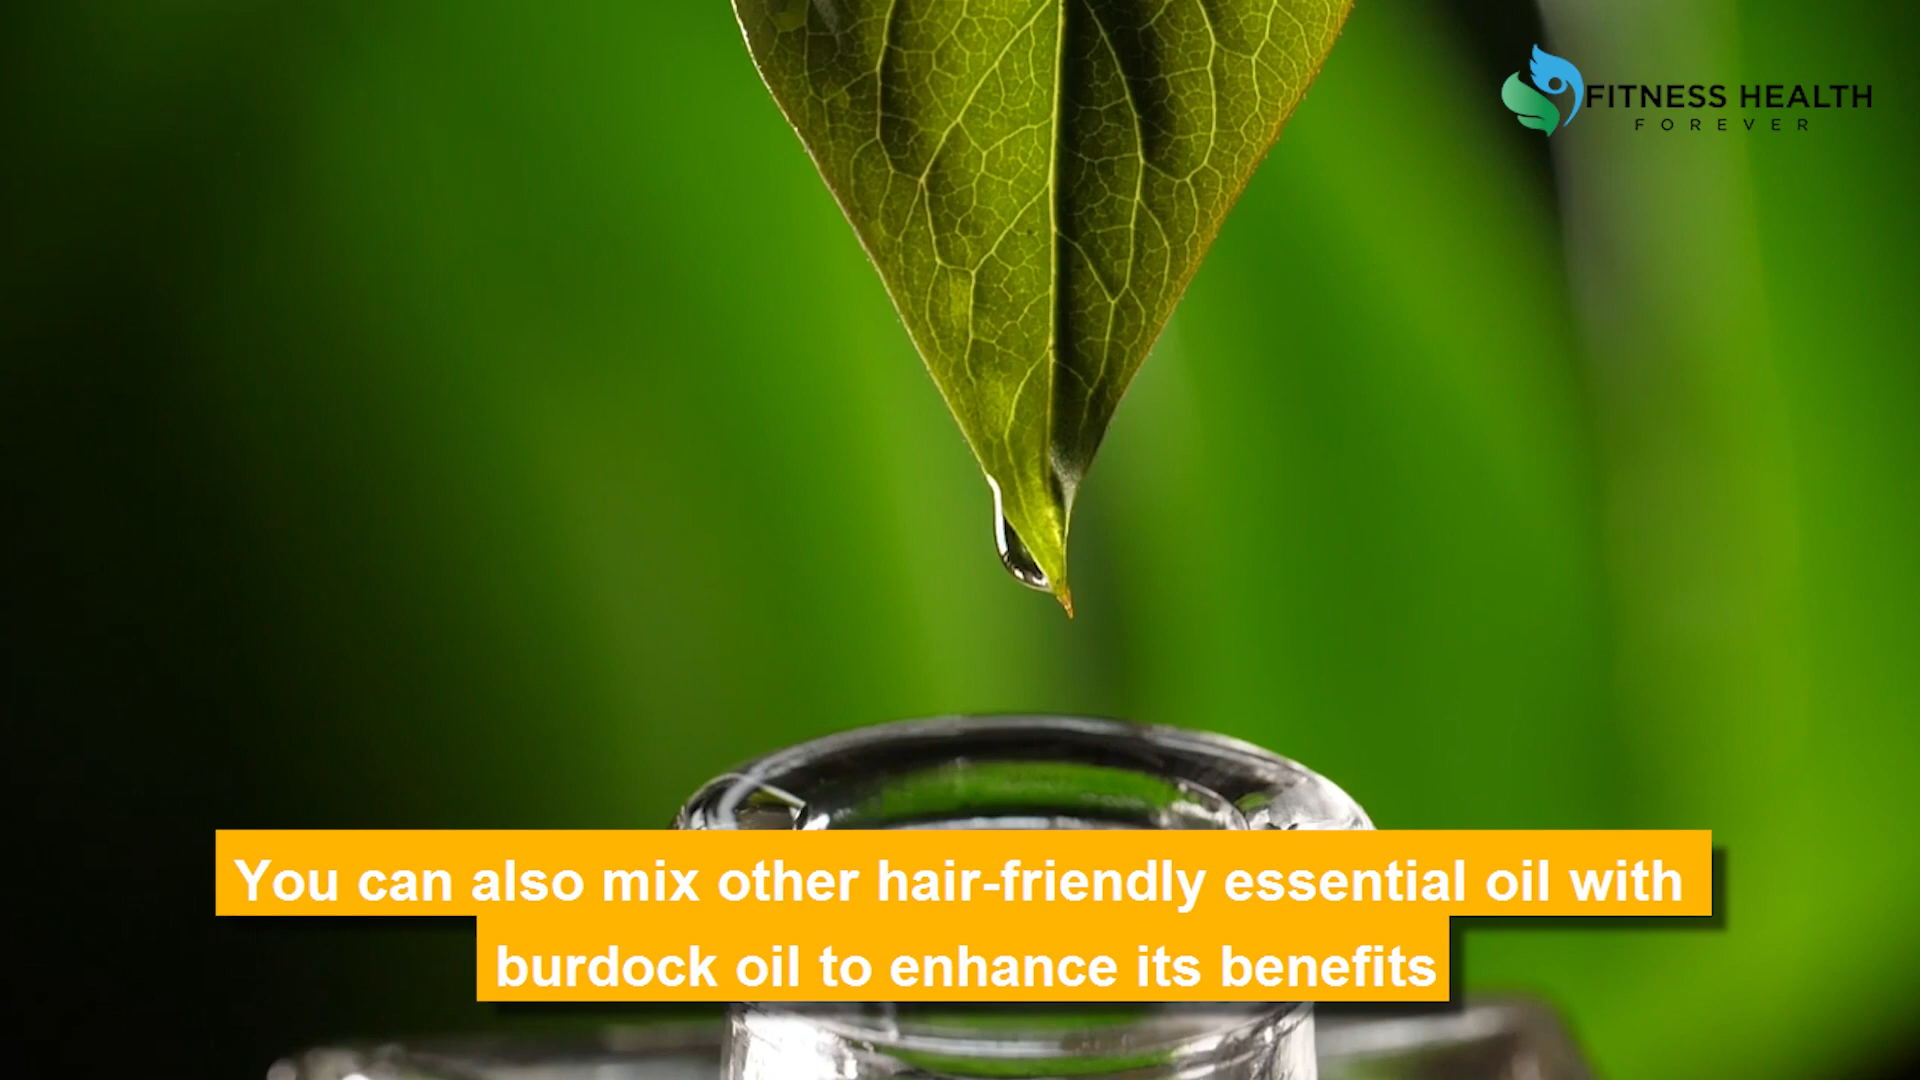 FITNESS HEALTH
FOREVER
You can also mix other hair-friendly essential oil with
burdock oil to enhance its benefits